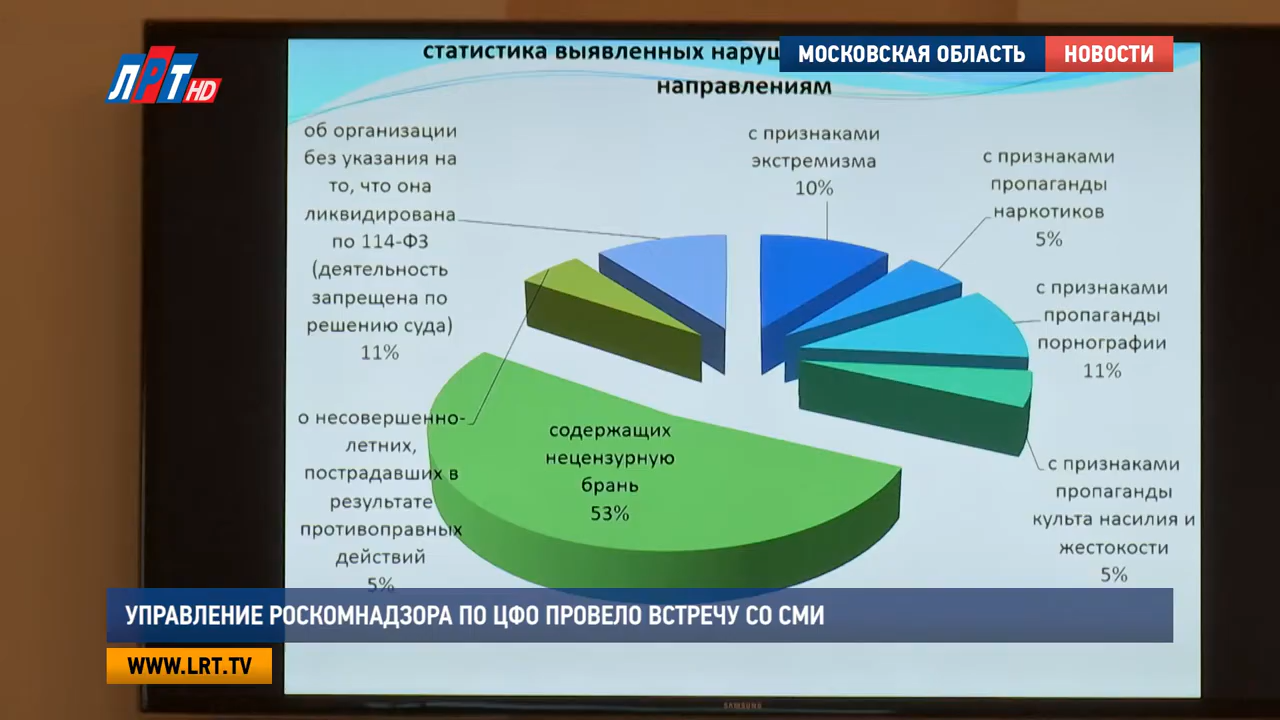 ЛРТ HD
МОСКОВСКАЯ ОБЛАСТЬ
НОВОСТИ
статистика выявленных
направлениям
об организации
без указания на
то, что она
ликвидирована
по 114-ФЗ
(деятельность
запрещена по
решению суда)
11%
с признаками
экстремизма
10%
с признаками
пропаганды
наркотиков
5%
с признаками
пропаганды
порнографии
11%
с признаками
пропаганды
культа насилия и
жестокости
5%
содержащих
нецензурную
брань
53%
о несовершенно-
летних,
пострадавших в
результате
противоправных
действий
5%
УПРАВЛЕНИЕ РОСКОМНАДЗОРА ПО ЦФО ПРОВЕЛО ВСТРЕЧУ СО СМИ
WWW.LRT.TV
SAMSUNG